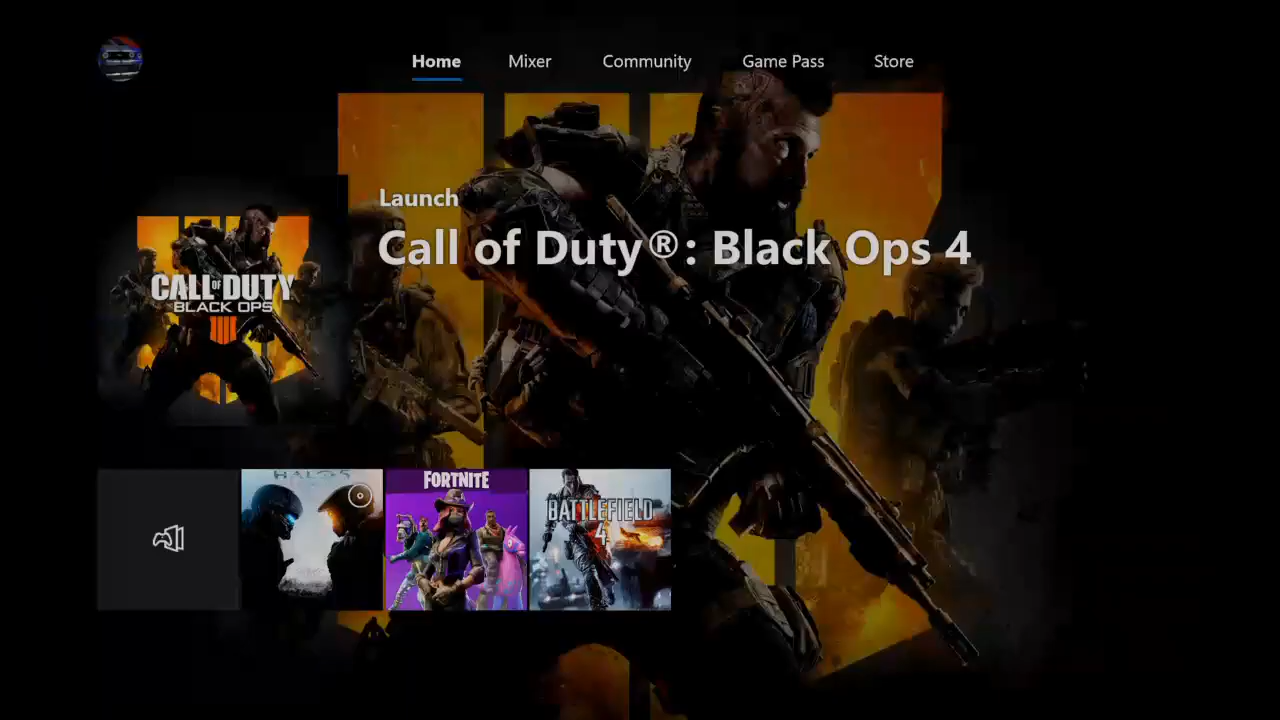 Home Mixer Community Game Pass Store
Launch
Call of Duty®: Black Ops 4
CALL OF DUTY
BLACK OPS
IIII
HALO 5
FORTNITE
BATTLEFIELD
4